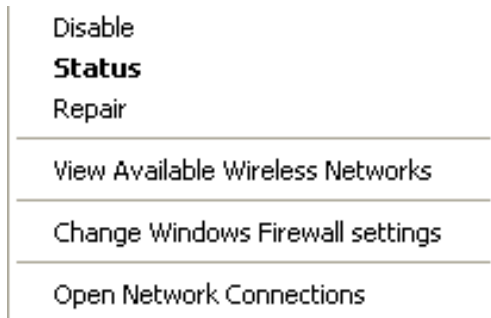 Disable
Status
Repair
View Available Wireless Networks
Change Windows Firewall settings
Open Network Connections